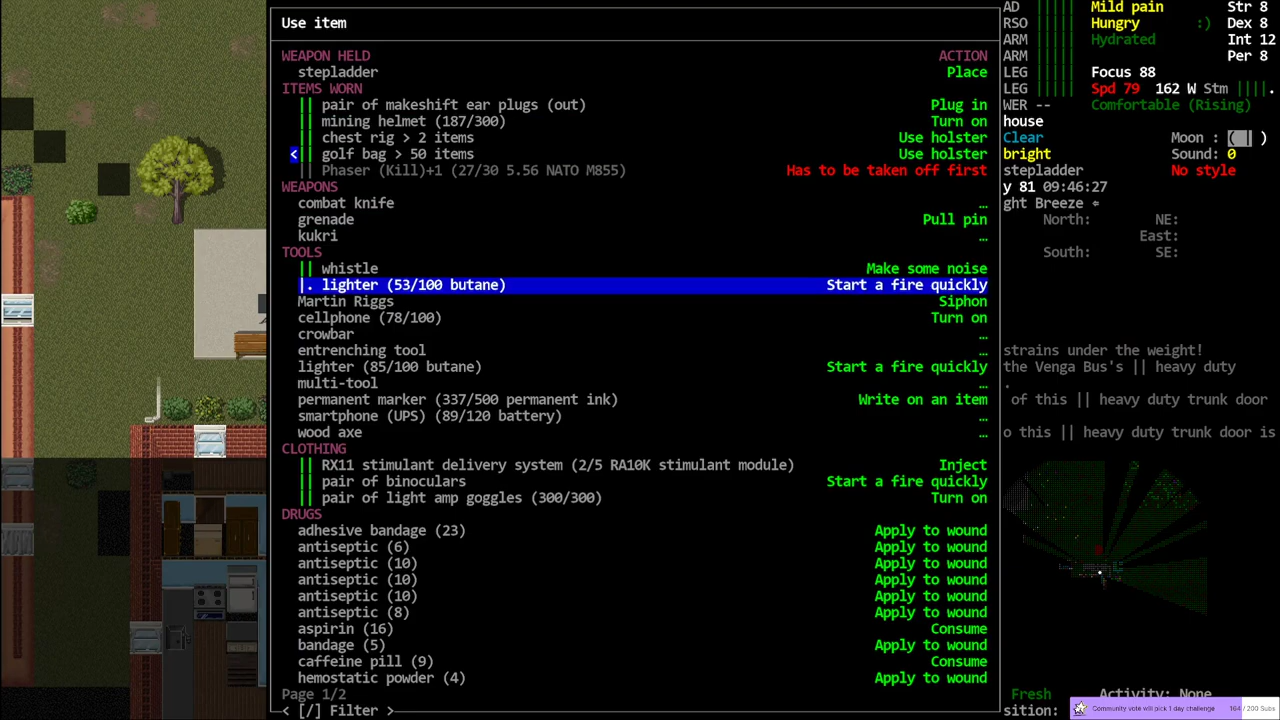 Use item
WEAPON HELD ACTION
stepladder Place
ITEMS WORN
|| pair of makeshift ear plugs (out) Plug in
|| mining helmet (187/300) Turn on
|| chest rig > 2 items Use holster
< || golf bag > 50 items Use holster
|| Phaser (Kill)+1 (27/30 5.56 NATO M855) Has to be taken off first
WEAPONS
combat knife …
grenade Pull pin
kukri …
TOOLS
|| whistle Make some noise
|. lighter (53/100 butane) Start a fire quickly
Martin Riggs Siphon
cellphone (78/100) Turn on
crowbar …
entrenching tool …
lighter (85/100 butane) Start a fire quickly
multi-tool …
permanent marker (337/500 permanent ink) Write on an item
smartphone (UPS) (89/120 battery) …
wood axe …
CLOTHING
|| RX11 stimulant delivery system (2/5 RA10K stimulant module) Inject
|| pair of binoculars Start a fire quickly
|| pair of light amp goggles (300/300) Turn on
DRUGS
adhesive bandage (23) Apply to wound
antiseptic (6) Apply to wound
antiseptic (10) Apply to wound
antiseptic (10) Apply to wound
antiseptic (10) Apply to wound
antiseptic (8) Apply to wound
aspirin (16) Consume
bandage (5) Apply to wound
caffeine pill (9) Consume
hemostatic powder (4) Apply to wound
Page 1/2
< [/] Filter >
AD ||||| Mild pain Str 8
RSO ||||| Hungry :) Dex 8
ARM ||||| Hydrated Int 12
ARM ||||| Per 8
LEG ||||| Focus 88
LEG ||||| Spd 79 162 W Stm ||||.
WER -- Comfortable (Rising)
house
Clear Moon : ( | )
bright Sound: 0
stepladder No style
y 81 09:46:27
ght Breeze
North: NE:
East:
South: SE:
strains under the weight!
the Venga Bus's || heavy duty
.
of this || heavy duty trunk door
o this || heavy duty trunk door is
Fresh Activity: None
sition:
Community vote will pick 1 day challenge 164 / 200 Subs